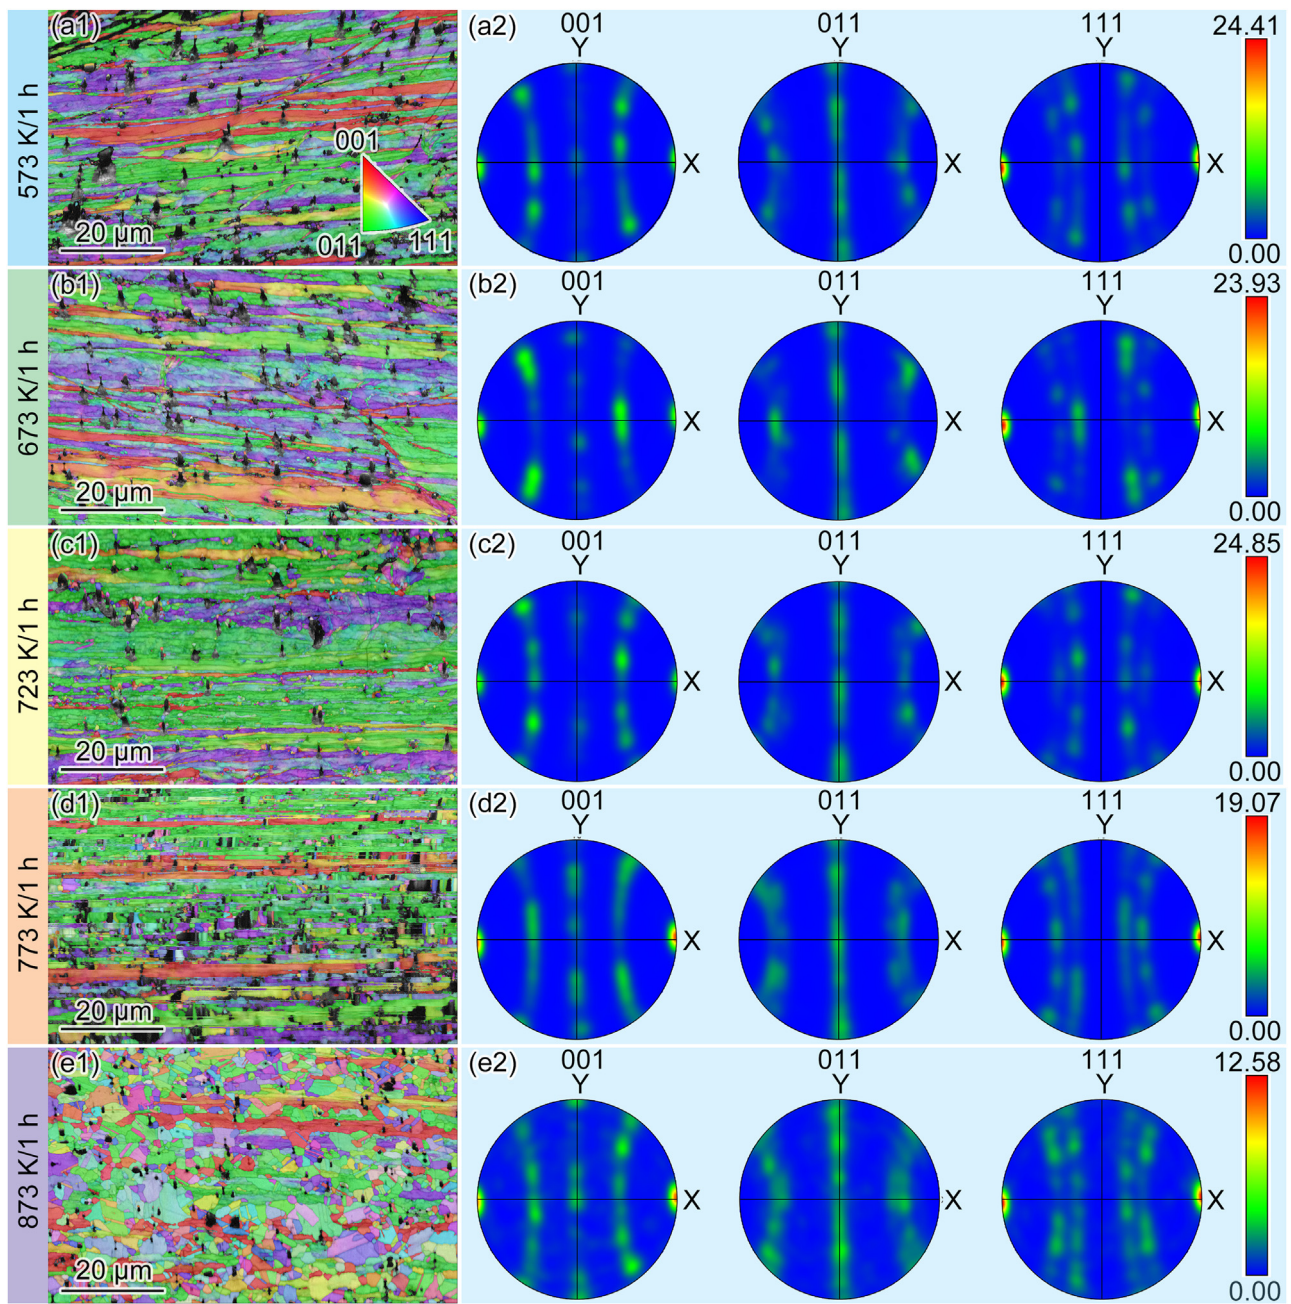 573 K/1 h
(a1)
001
011
111
20 µm
(a2)
001
011
111
Y
Y
Y
X
X
X
24.41
0.00
673 K/1 h
(b1)
20 µm
(b2)
001
011
111
Y
Y
Y
X
X
X
23.93
0.00
723 K/1 h
(c1)
20 µm
(c2)
001
011
111
Y
Y
Y
X
X
X
24.85
0.00
773 K/1 h
(d1)
20 µm
(d2)
001
011
111
Y
Y
Y
X
X
X
19.07
0.00
873 K/1 h
(e1)
20 µm
(e2)
001
011
111
Y
Y
Y
X
X
X
12.58
0.00